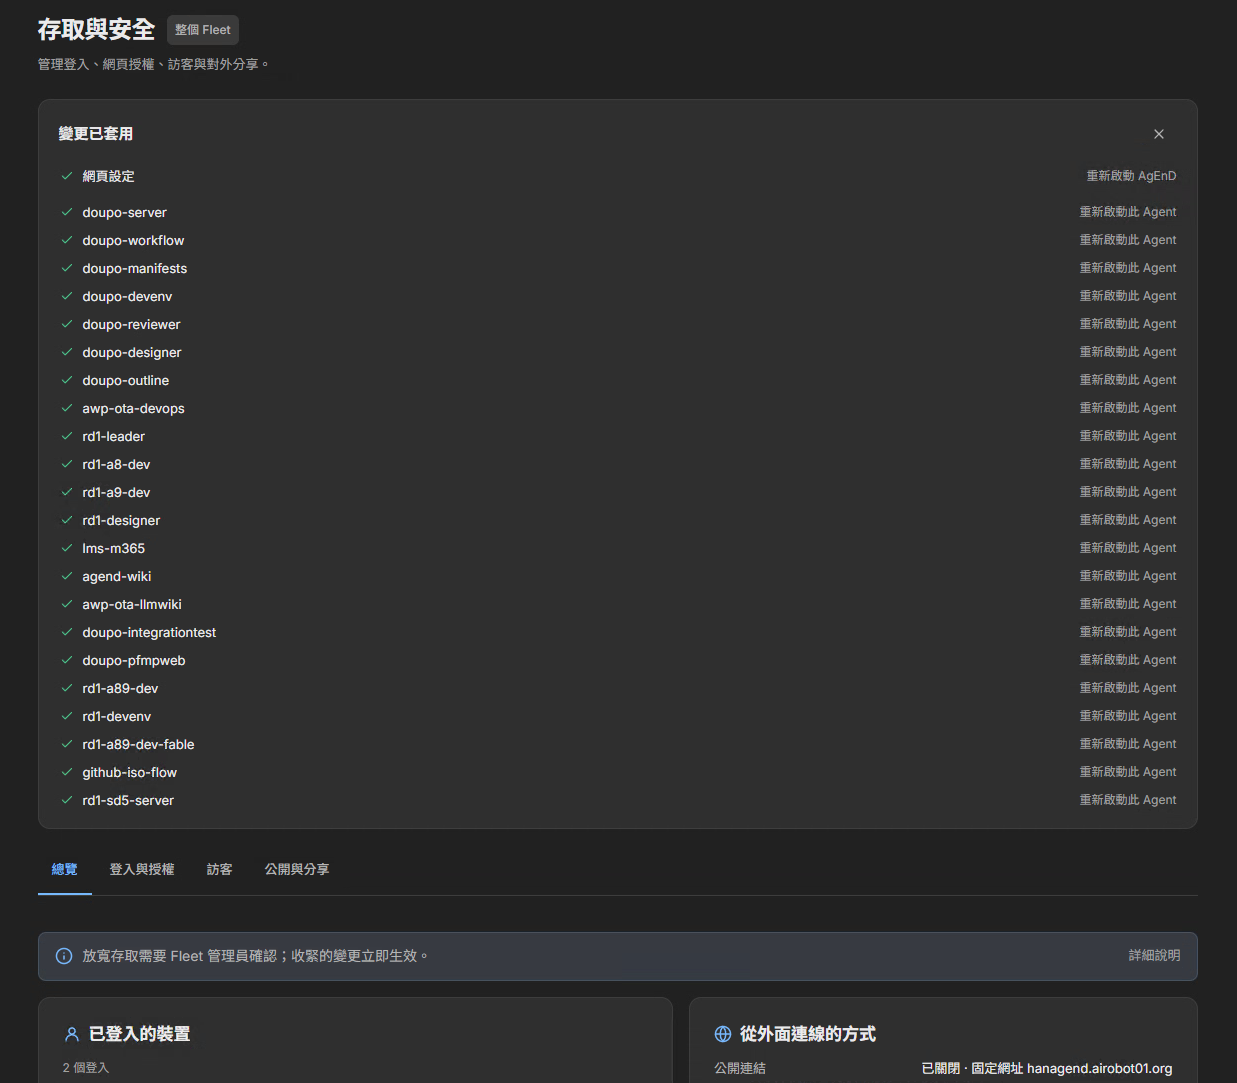 存取與安全 整個 Fleet
管理登入、網頁授權、訪客與對外分享。
變更已套用
網頁設定 重新啟動 AgEnD
doupo-server 重新啟動此 Agent
doupo-workflow 重新啟動此 Agent
doupo-manifests 重新啟動此 Agent
doupo-devenv 重新啟動此 Agent
doupo-reviewer 重新啟動此 Agent
doupo-designer 重新啟動此 Agent
doupo-outline 重新啟動此 Agent
awp-ota-devops 重新啟動此 Agent
rd1-leader 重新啟動此 Agent
rd1-a8-dev 重新啟動此 Agent
rd1-a9-dev 重新啟動此 Agent
rd1-designer 重新啟動此 Agent
lms-m365 重新啟動此 Agent
agend-wiki 重新啟動此 Agent
awp-ota-llmwiki 重新啟動此 Agent
doupo-integrationtest 重新啟動此 Agent
doupo-pfmpweb 重新啟動此 Agent
rd1-a89-dev 重新啟動此 Agent
rd1-devenv 重新啟動此 Agent
rd1-a89-dev-fable 重新啟動此 Agent
github-iso-flow 重新啟動此 Agent
rd1-sd5-server 重新啟動此 Agent
總覽 登入與授權 訪客 公開與分享
放寬存取需要 Fleet 管理員確認；收緊的變更立即生效。 詳細說明
已登入的裝置
2 個登入
從外面連線的方式
公開連結 已關閉 · 固定網址 hanagend.airobot01.org